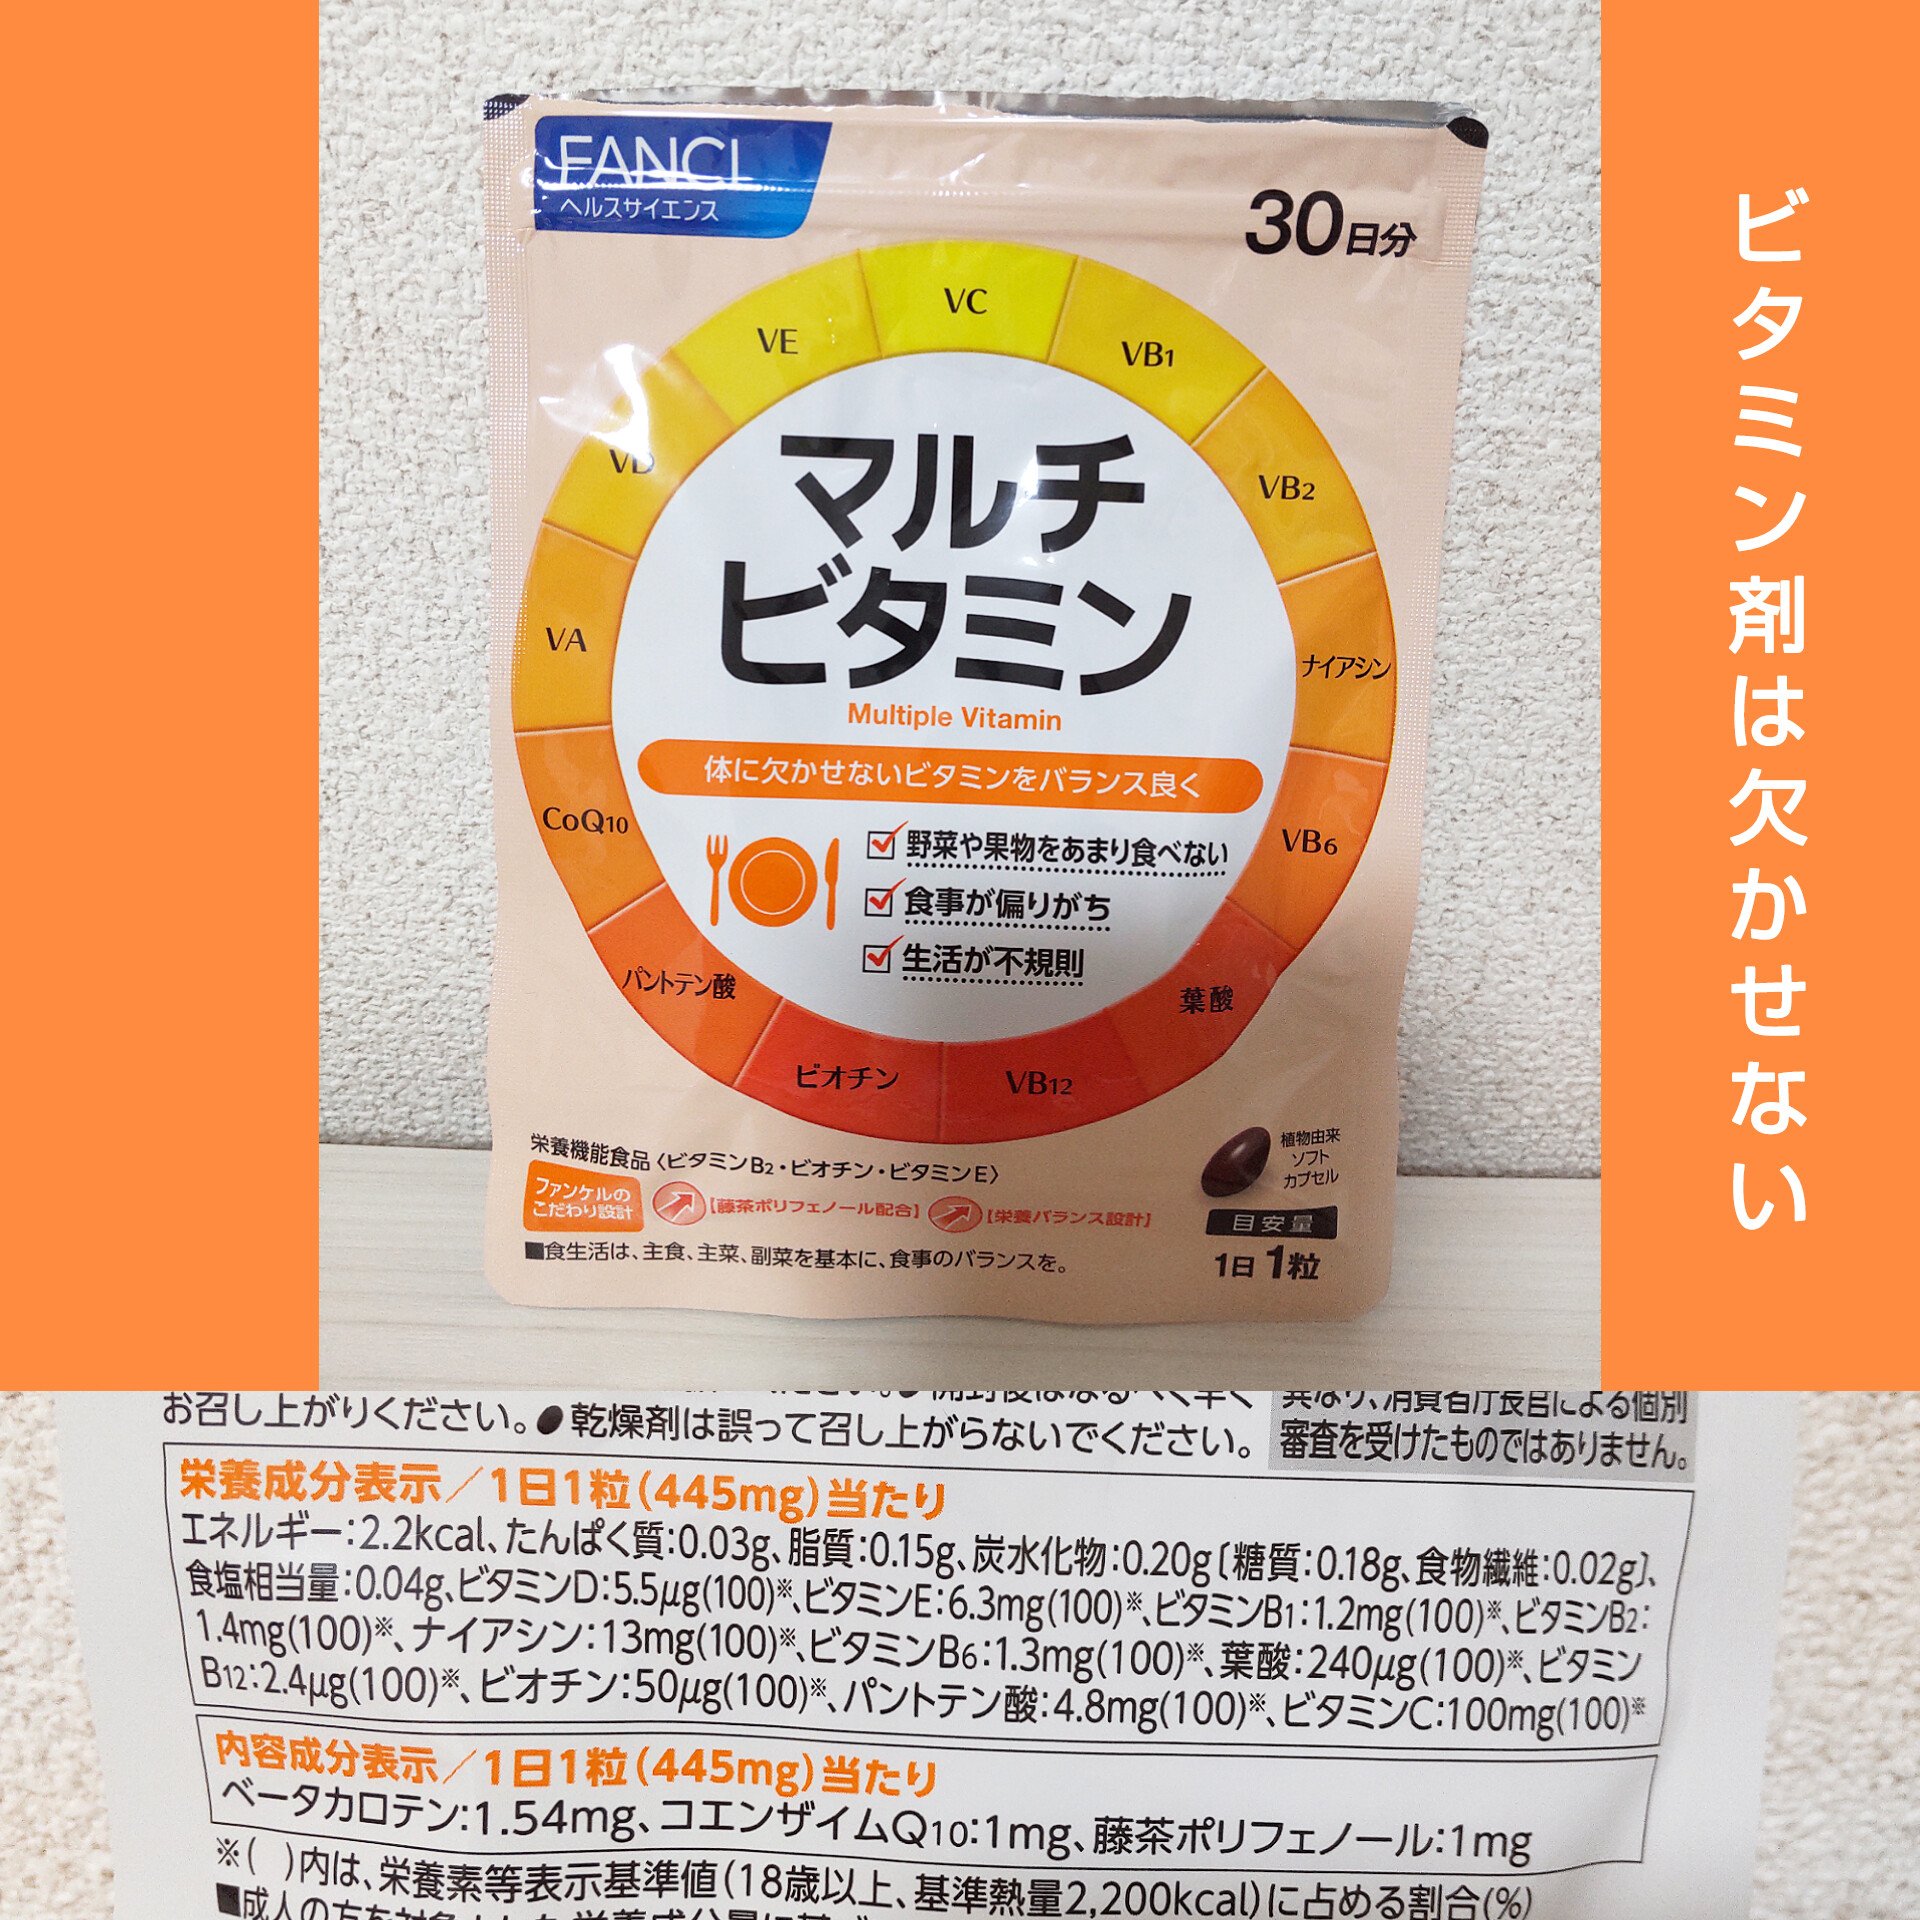 FANCL
ヘルスサイエンス
30日分
VC
VB1
VB2
ナイアシン
VB6
葉酸
VB12
ビオチン
パントテン酸
CoQ10
VA
VD
VE
マルチ
ビタミン
Multiple Vitamin
体に欠かせないビタミンをバランス良く
野菜や果物をあまり食べない
食事が偏りがち
生活が不規則
栄養機能食品〈ビタミンB2・ビオチン・ビタミンE〉
ファンケルの
こだわり設計
【藤茶ポリフェノール配合】
【栄養バランス設計】
■食生活は、主食、主菜、副菜を基本に、食事のバランスを。
植物由来
ソフト
カプセル
目安量
1日1粒
ビタミン剤は欠かせない
お召し上がりください。●乾燥剤は誤って召し上がらないでください。
異なり、消費者庁長官による個別
審査を受けたものではありません。
栄養成分表示／1日1粒(445mg)当たり
エネルギー:2.2kcal、たんぱく質:0.03g、脂質:0.15g、炭水化物:0.20g〔糖質:0.18g、食物繊維:0.02g〕、
食塩相当量:0.04g、ビタミンD:5.5μg(100)※、ビタミンE:6.3mg(100)※、ビタミンB1:1.2mg(100)※、ビタミンB2:
1.4mg(100)※、ナイアシン:13mg(100)※、ビタミンB6:1.3mg(100)※、葉酸:240μg(100)※、ビタミン
B12:2.4μg(100)※、ビオチン:50μg(100)※、パントテン酸:4.8mg(100)※、ビタミンC:100mg(100)※
内容成分表示／1日1粒(445mg)当たり
ベータカロテン:1.54mg、コエンザイムQ10:1mg、藤茶ポリフェノール:1mg
※( )内は、栄養素等表示基準値(18歳以上、基準熱量2,200kcal)に占める割合(%)